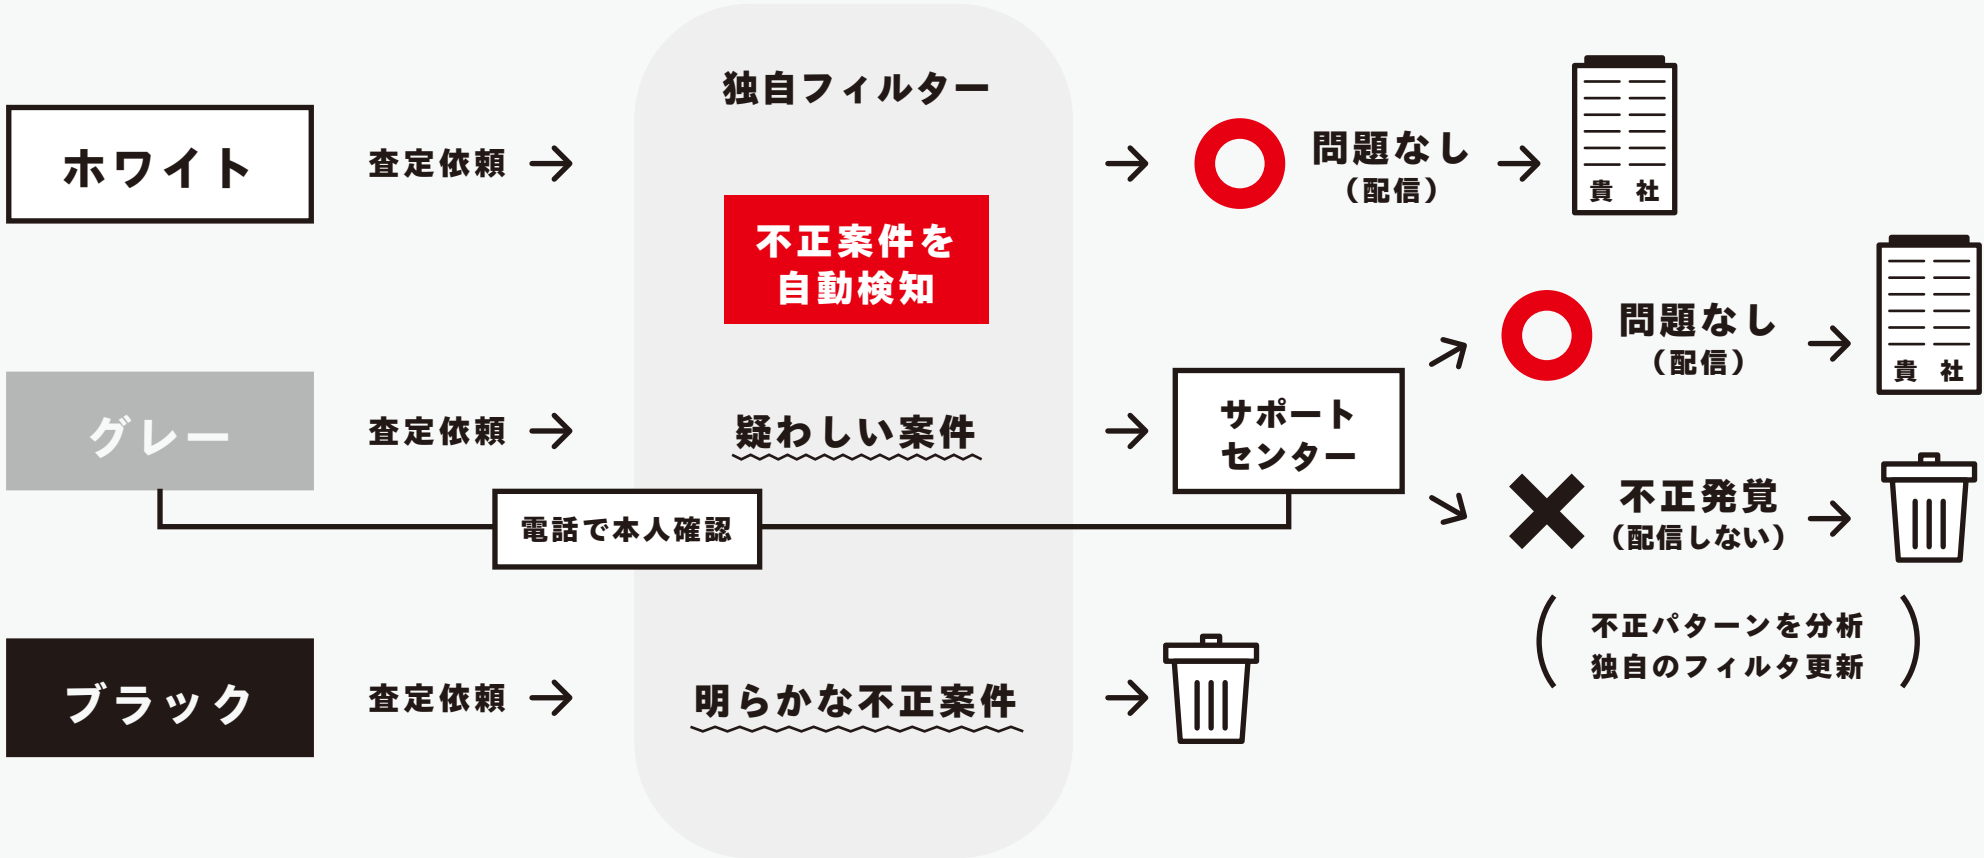 独自フィルター
ホワイト
査定依頼
問題なし
（配信）
貴 社
不正案件を
自動検知
グレー
査定依頼
疑わしい案件
サポート
センター
問題なし
（配信）
貴 社
不正発覚
（配信しない）
電話で本人確認
不正パターンを分析
独自のフィルタ更新
ブラック
査定依頼
明らかな不正案件